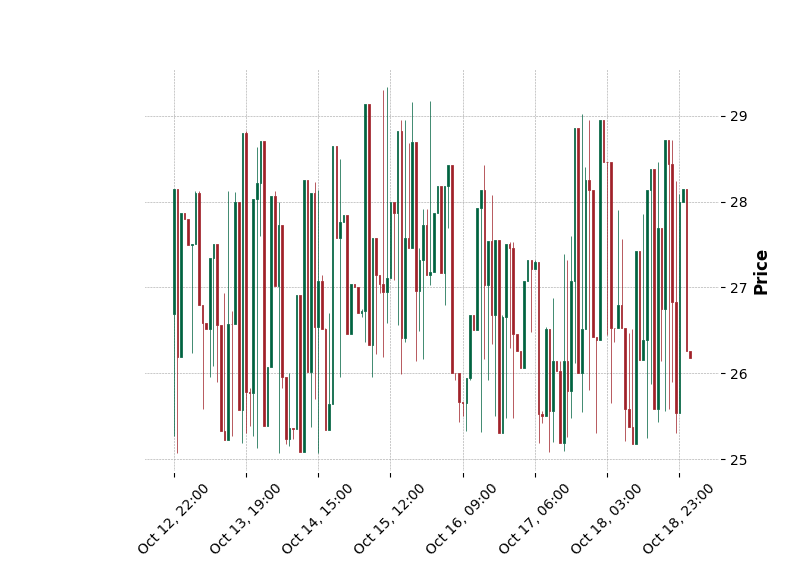 29
28
27
26
25
Price
Oct 12, 22:00
Oct 13, 19:00
Oct 14, 15:00
Oct 15, 12:00
Oct 16, 09:00
Oct 17, 06:00
Oct 18, 03:00
Oct 18, 23:00